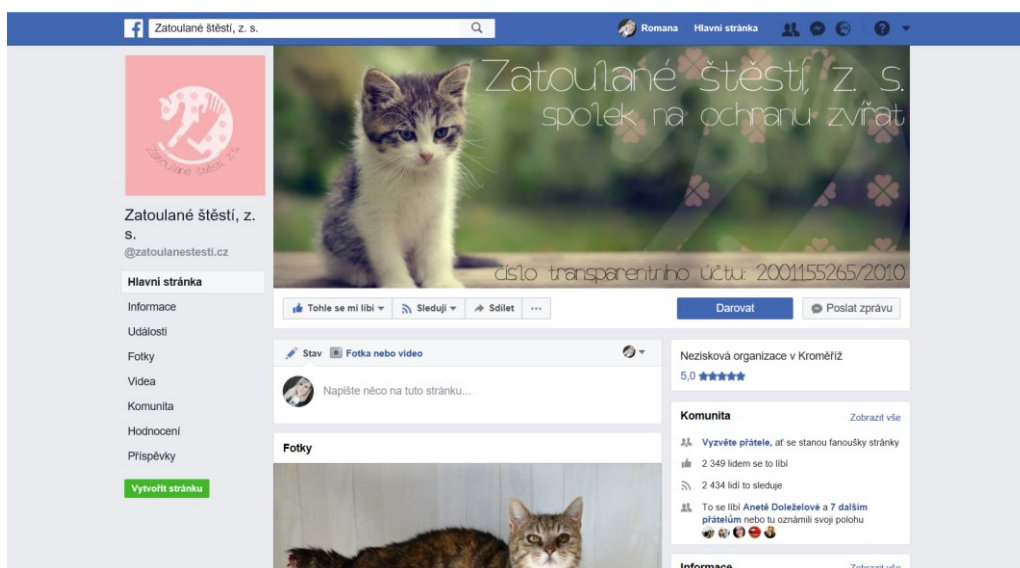 Zatoulané štěstí, z. s.
Romana
Hlavní stránka
Zatoulané štěstí, z. s.
spolek na ochranu zvířat
číslo transparentního účtu: 2001155265/2010
Zatoulané štěstí z.s.
Zatoulané štěstí, z.
s.
@zatoulanestesti.cz
Hlavní stránka
Informace
Události
Fotky
Videa
Komunita
Hodnocení
Příspěvky
Vytvořit stránku
Tohle se mi líbí
Sleduji
Sdílet
Darovat
Poslat zprávu
Stav
Fotka nebo video
Napište něco na tuto stránku...
Fotky
Nezisková organizace v Kroměříž
5,0
Komunita
Zobrazit vše
Vyzvěte přátele, ať se stanou fanoušky stránky
2 349 lidem se to líbí
2 434 lidí to sleduje
To se líbí Anetě Doleželové a 7 dalším
přátelům nebo tu oznámili svoji polohu
Informace
Zobrazit vše